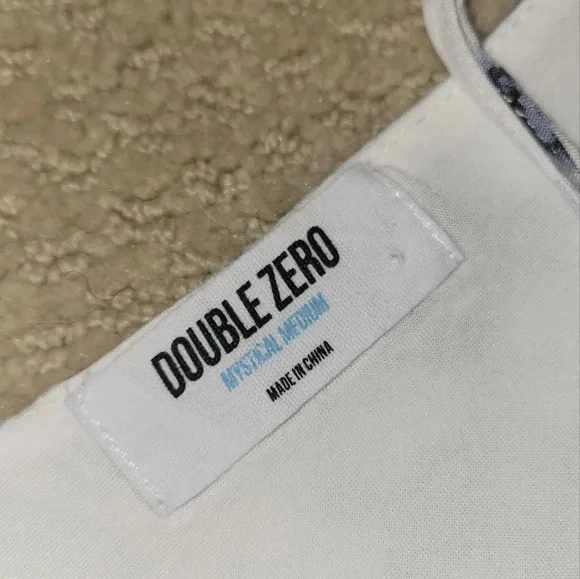 DOUBLE ZERO
MYSTICAL MEDIUM
MADE IN CHINA